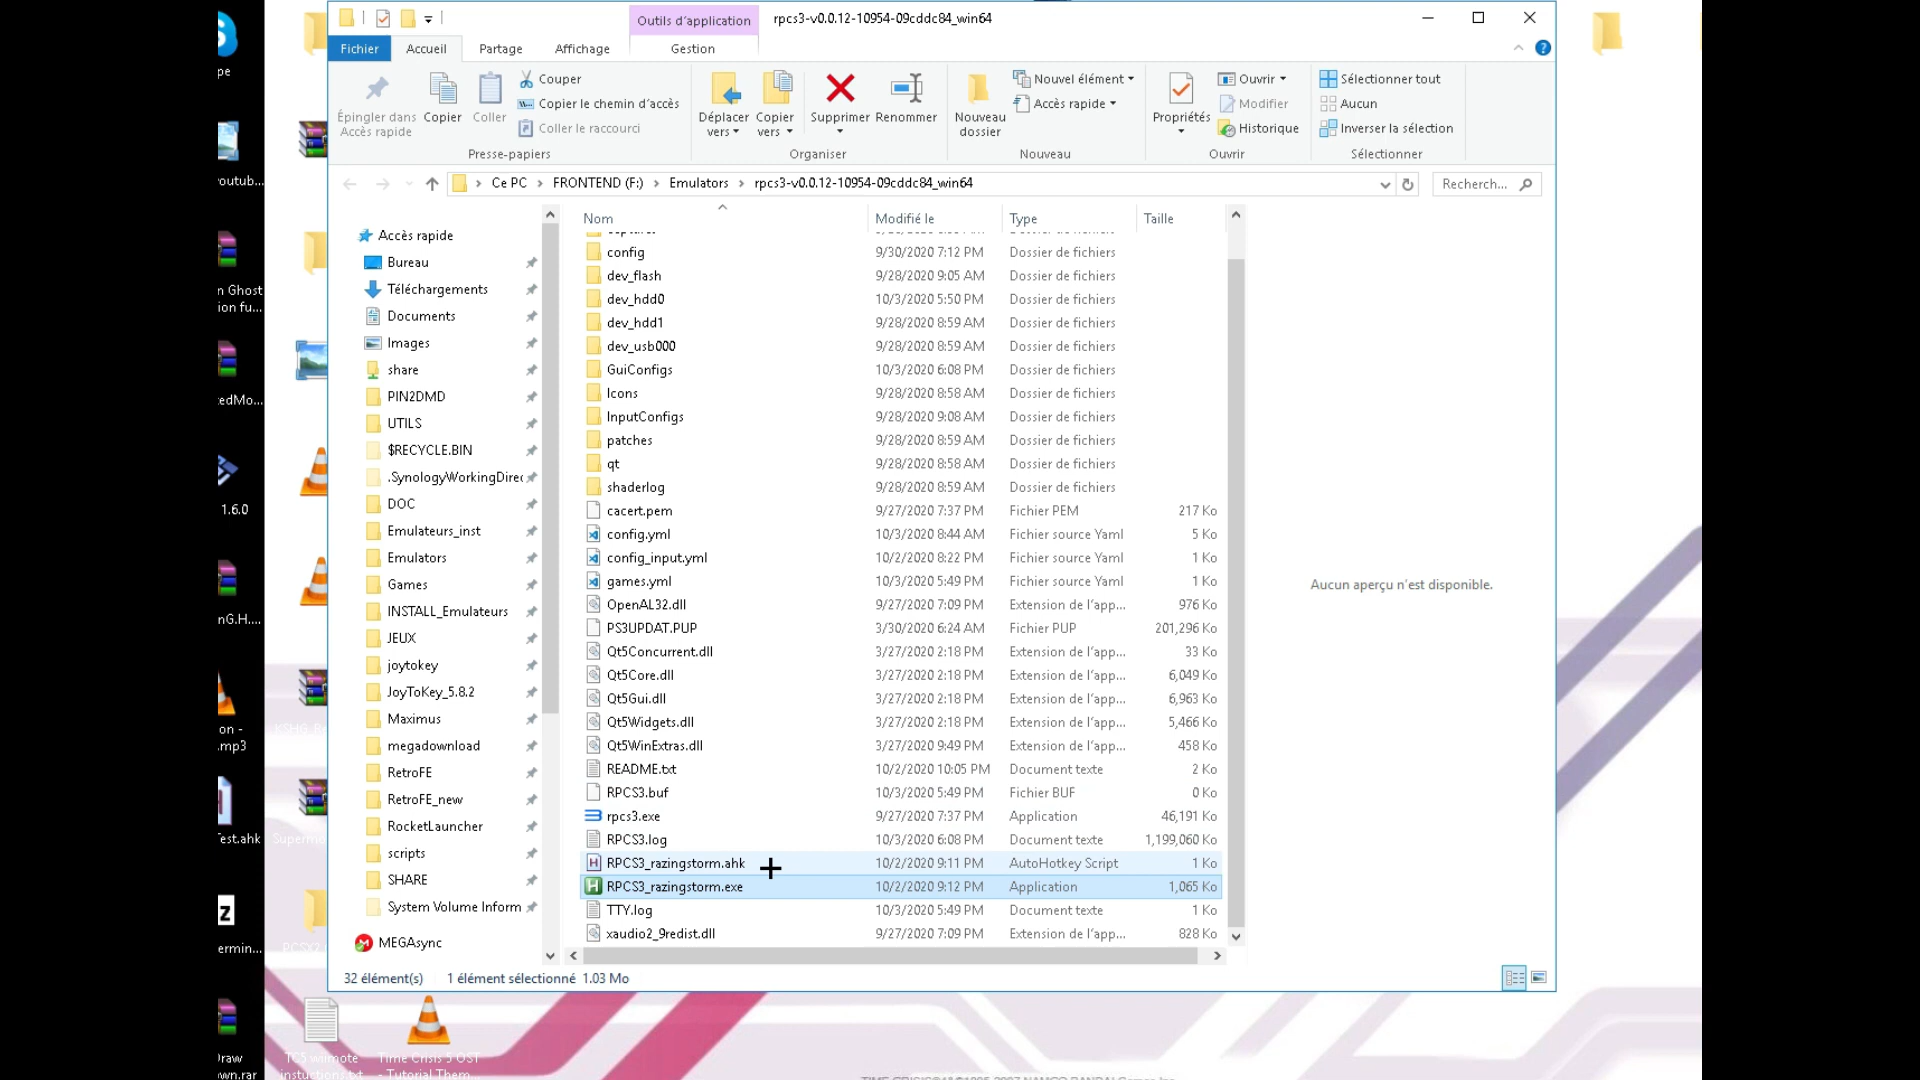 Outils d'application
rpcs3-v0.0.12-10954-09cddc84_win64
Fichier
Accueil
Partage
Affichage
Gestion
Épingler dans
Accès rapide
Copier
Coller
Couper
Copier le chemin d'accès
Coller le raccourci
Presse-papiers
Déplacer
vers
Copier
vers
Supprimer
Renommer
Organiser
Nouveau
dossier
Nouvel élément
Accès rapide
Nouveau
Propriétés
Ouvrir
Modifier
Historique
Ouvrir
Sélectionner tout
Aucun
Inverser la sélection
Sélectionner
Ce PC > FRONTEND (F:) > Emulators > rpcs3-v0.0.12-10954-09cddc84_win64
Recherch...
Accès rapide
Bureau
Téléchargements
Documents
Images
share
PIN2DMD
UTILS
$RECYCLE.BIN
.SynologyWorkingDirec
DOC
Emulateurs_inst
Emulators
Games
INSTALL_Emulateurs
JEUX
joytokey
JoyToKey_5.8.2
Maximus
megadownload
RetroFE
RetroFE_new
RocketLauncher
scripts
SHARE
System Volume Inform
MEGAsync
Nom Modifié le Type Taille
config 9/30/2020 7:12 PM Dossier de fichiers
dev_flash 9/28/2020 9:05 AM Dossier de fichiers
dev_hdd0 10/3/2020 5:50 PM Dossier de fichiers
dev_hdd1 9/28/2020 8:59 AM Dossier de fichiers
dev_usb000 9/28/2020 8:59 AM Dossier de fichiers
GuiConfigs 10/3/2020 6:08 PM Dossier de fichiers
Icons 9/28/2020 8:58 AM Dossier de fichiers
InputConfigs 9/28/2020 9:08 AM Dossier de fichiers
patches 9/28/2020 8:59 AM Dossier de fichiers
qt 9/28/2020 8:58 AM Dossier de fichiers
shaderlog 9/28/2020 8:59 AM Dossier de fichiers
cacert.pem 9/27/2020 7:37 PM Fichier PEM 217 Ko
config.yml 10/3/2020 8:44 AM Fichier source Yaml 5 Ko
config_input.yml 10/2/2020 8:22 PM Fichier source Yaml 1 Ko
games.yml 10/3/2020 5:49 PM Fichier source Yaml 1 Ko
OpenAL32.dll 9/27/2020 7:09 PM Extension de l'app... 976 Ko
PS3UPDAT.PUP 3/30/2020 6:24 AM Fichier PUP 201,296 Ko
Qt5Concurrent.dll 3/27/2020 2:18 PM Extension de l'app... 33 Ko
Qt5Core.dll 3/27/2020 2:18 PM Extension de l'app... 6,049 Ko
Qt5Gui.dll 3/27/2020 2:18 PM Extension de l'app... 6,963 Ko
Qt5Widgets.dll 3/27/2020 2:18 PM Extension de l'app... 5,466 Ko
Qt5WinExtras.dll 3/27/2020 9:49 PM Extension de l'app... 458 Ko
README.txt 10/2/2020 10:05 PM Document texte 2 Ko
RPCS3.buf 10/3/2020 5:49 PM Fichier BUF 0 Ko
rpcs3.exe 9/27/2020 7:37 PM Application 46,191 Ko
RPCS3.log 10/3/2020 6:08 PM Document texte 1,199,060 Ko
RPCS3_razingstorm.ahk 10/2/2020 9:11 PM AutoHotkey Script 1 Ko
RPCS3_razingstorm.exe 10/2/2020 9:12 PM Application 1,065 Ko
TTY.log 10/3/2020 5:49 PM Document texte 1 Ko
xaudio2_9redist.dll 9/27/2020 7:09 PM Extension de l'app... 828 Ko
Aucun aperçu n'est disponible.
32 élément(s) 1 élément sélectionné 1.03 Mo
pe
outub...
n Ghost
ion fu...
edMo...
1.6.0
nG.H....
on -
.mp3
Test.ahk
ermin...
Draw
wn.rar
TC5 wiimote
instuctions.txt
Time Crisis 5 OST
- Tutorial Them...